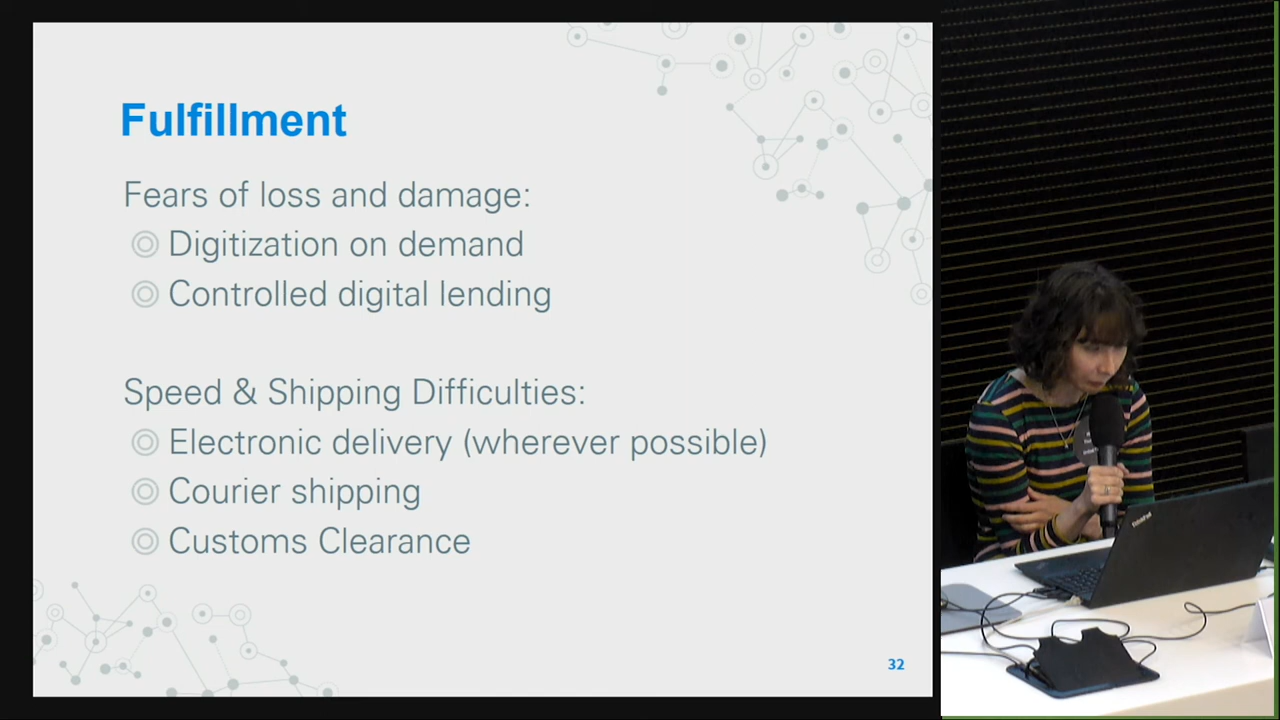 Fulfillment
Fears of loss and damage:
Digitization on demand
Controlled digital lending
Speed & Shipping Difficulties:
Electronic delivery (wherever possible)
Courier shipping
Customs Clearance
32
ThinkPad